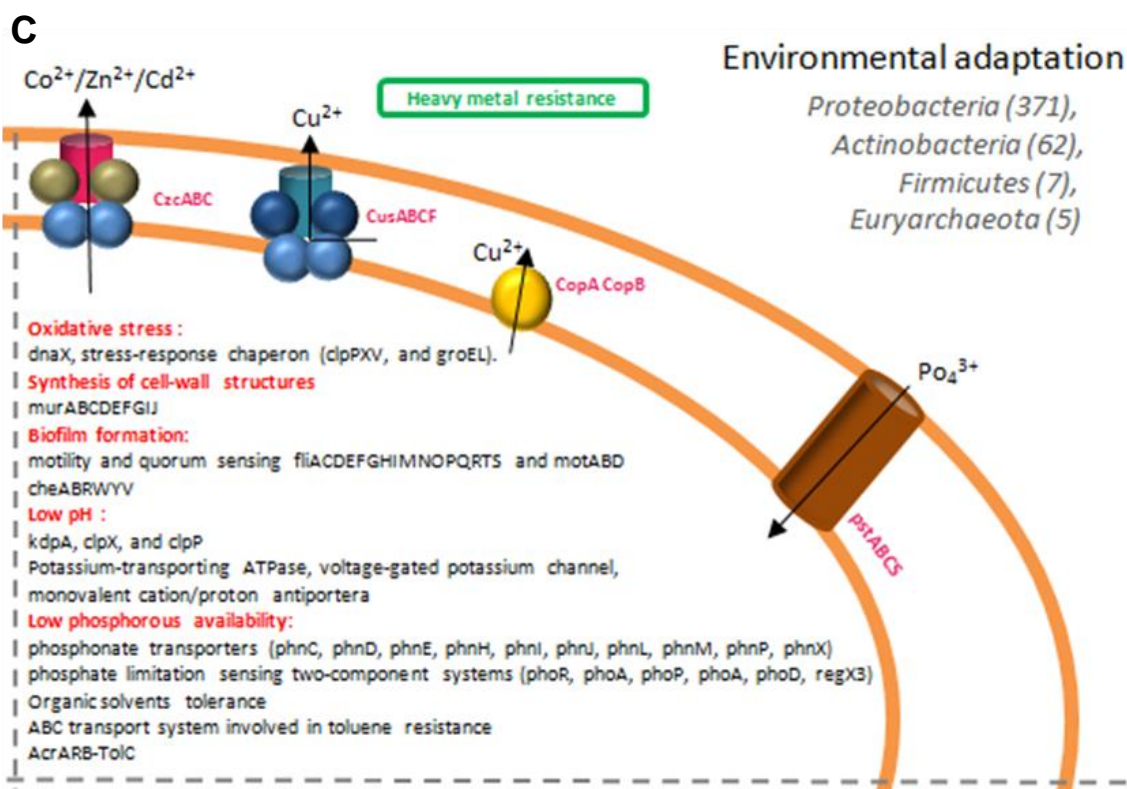 C
Environmental adaptation
Proteobacteria (371),
Actinobacteria (62),
Firmicutes (7),
Euryarchaeota (5)
Co²⁺/Zn²⁺/Cd²⁺
Heavy metal resistance
Cu²⁺
CzcABC
CusABCF
Cu²⁺
CopA CopB
Po₄³⁺
pstABCS
Oxidative stress :
dnaX, stress-response chaperon (clpPXV, and groEL).
Synthesis of cell-wall structures
murABCDEFGIJ
Biofilm formation:
motility and quorum sensing fliACDEFGHIMNOPQRTS and motABD
cheABRWYV
Low pH :
kdpA, clpX, and clpP
Potassium-transporting ATPase, voltage-gated potassium channel,
monovalent cation/proton antiportera
Low phosphorous availability:
phosphonate transporters (phnC, phnD, phnE, phnH, phnI, phnJ, phnL, phnM, phnP, phnX)
phosphate limitation sensing two-component systems (phoR, phoA, phoP, phoA, phoD, regX3)
Organic solvents tolerance
ABC transport system involved in toluene resistance
AcrARB-TolC